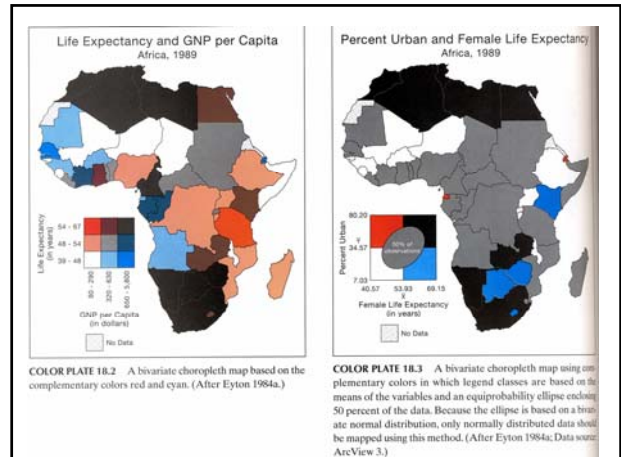 Life Expectancy and GNP per Capita
Africa, 1989
Life Expectancy
(in years)
54 - 67
48 - 54
39 - 48
80 - 290
320 - 630
650 - 5,800
GNP per Capita
(in dollars)
No Data
COLOR PLATE 18.2 A bivariate choropleth map based on the
complementary colors red and cyan. (After Eyton 1984a.)
Percent Urban and Female Life Expectancy
Africa, 1989
Percent Urban
80.20
x̄
34.57
7.03
50% of
observations
40.57
53.93
69.15
x̄
Female Life Expectancy
(in years)
No Data
COLOR PLATE 18.3 A bivariate choropleth map using com-
plementary colors in which legend classes are based on the
means of the variables and an equiprobability ellipse enclosing
50 percent of the data. Because the ellipse is based on a bivari-
ate normal distribution, only normally distributed data should
be mapped using this method. (After Eyton 1984a; Data source:
ArcView 3.)